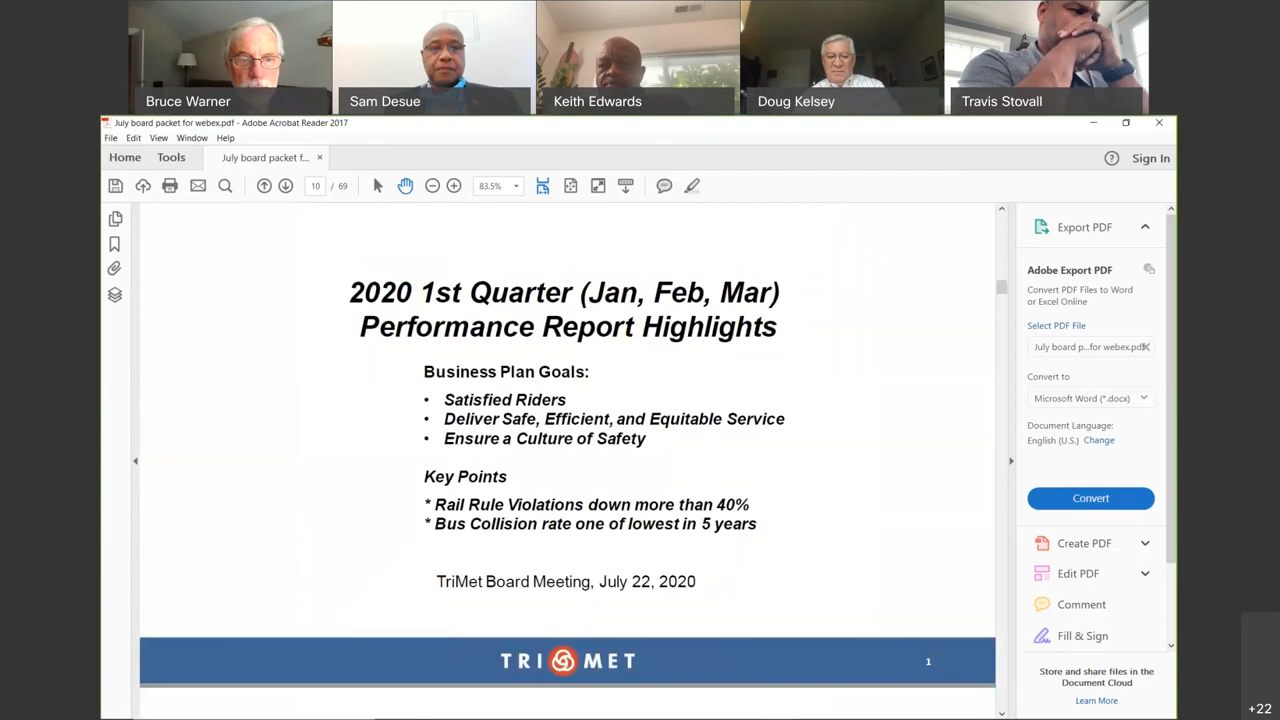 Bruce Warner
Sam Desue
Keith Edwards
Doug Kelsey
Travis Stovall
July board packet for webex.pdf - Adobe Acrobat Reader 2017
File Edit View Window Help
Home Tools July board packet f... ×
Sign In
10 / 69
83.5%
2020 1st Quarter (Jan, Feb, Mar)
Performance Report Highlights
Business Plan Goals:
• Satisfied Riders
• Deliver Safe, Efficient, and Equitable Service
• Ensure a Culture of Safety
Key Points
* Rail Rule Violations down more than 40%
* Bus Collision rate one of lowest in 5 years
TriMet Board Meeting, July 22, 2020
TRI MET
1
Export PDF
Adobe Export PDF
Convert PDF Files to Word
or Excel Online
Select PDF File
July board p...for webex.pdf
Convert to
Microsoft Word (*.docx)
Document Language:
English (U.S.) Change
Convert
Create PDF
Edit PDF
Comment
Fill & Sign
Store and share files in the
Document Cloud
Learn More
+22